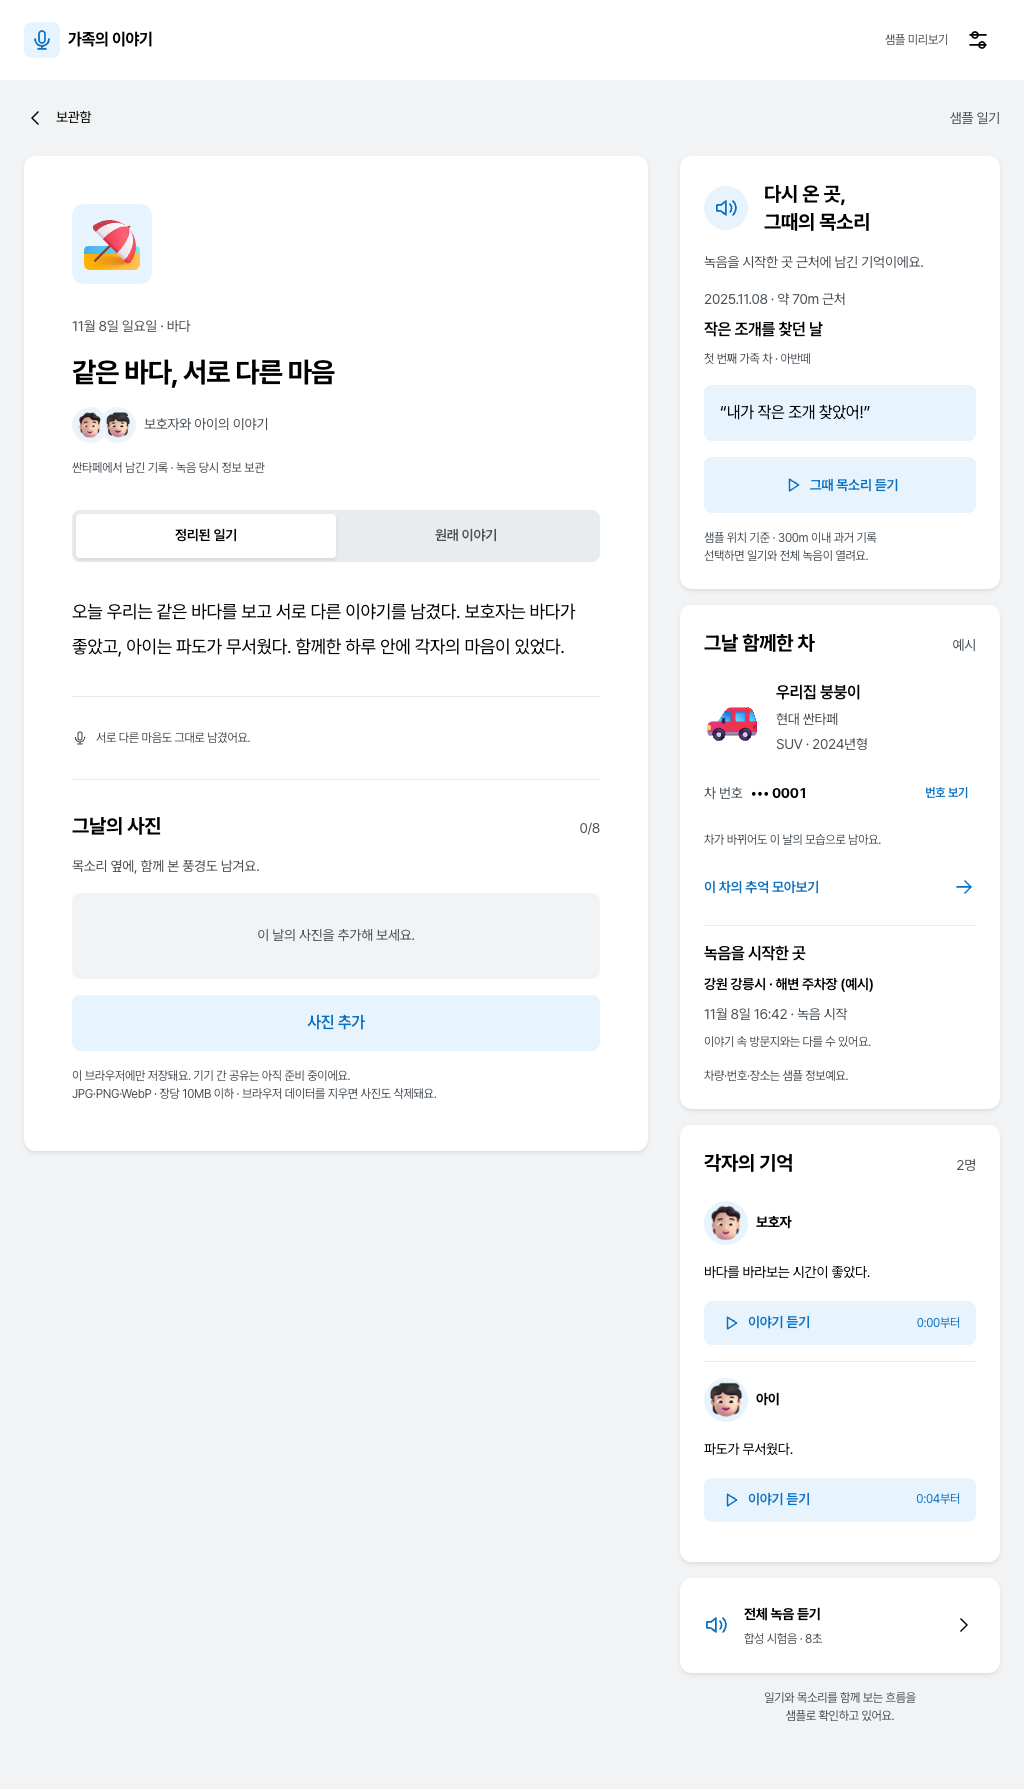 가족의 이야기
샘플 미리보기
보관함
샘플 일기
11월 8일 일요일 · 바다
같은 바다, 서로 다른 마음
보호자와 아이의 이야기
싼타페에서 남긴 기록 · 녹음 당시 정보 보관
정리된 일기
원래 이야기
오늘 우리는 같은 바다를 보고 서로 다른 이야기를 남겼다. 보호자는 바다가
좋았고, 아이는 파도가 무서웠다. 함께한 하루 안에 각자의 마음이 있었다.
서로 다른 마음도 그대로 남겼어요.
그날의 사진
0/8
목소리 옆에, 함께 본 풍경도 남겨요.
이 날의 사진을 추가해 보세요.
사진 추가
이 브라우저에만 저장돼요. 기기 간 공유는 아직 준비 중이에요.
JPG·PNG·WebP · 장당 10MB 이하 · 브라우저 데이터를 지우면 사진도 삭제돼요.
다시 온 곳,
그때의 목소리
녹음을 시작한 곳 근처에 남긴 기억이에요.
2025.11.08 · 약 70m 근처
작은 조개를 찾던 날
첫 번째 가족 차 · 아반떼
“내가 작은 조개 찾았어!”
그때 목소리 듣기
샘플 위치 기준 · 300m 이내 과거 기록
선택하면 일기와 전체 녹음이 열려요.
그날 함께한 차
예시
우리집 붕붕이
현대 싼타페
SUV · 2024년형
차 번호 ••• 0001
번호 보기
차가 바뀌어도 이 날의 모습으로 남아요.
이 차의 추억 모아보기
녹음을 시작한 곳
강원 강릉시 · 해변 주차장 (예시)
11월 8일 16:42 · 녹음 시작
이야기 속 방문지와는 다를 수 있어요.
차량·번호·장소는 샘플 정보예요.
각자의 기억
2명
보호자
바다를 바라보는 시간이 좋았다.
이야기 듣기
0:00부터
아이
파도가 무서웠다.
이야기 듣기
0:04부터
전체 녹음 듣기
합성 시험음 · 8초
일기와 목소리를 함께 보는 흐름을
샘플로 확인하고 있어요.